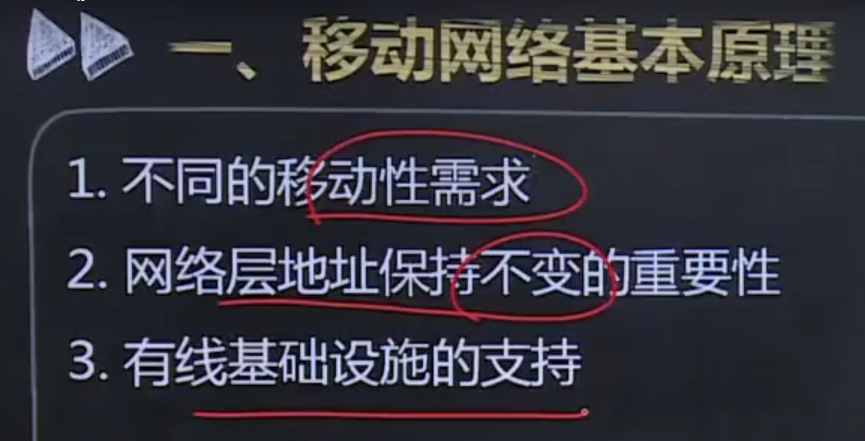 一、移动网络基本原理
1. 不同的移动性需求
2. 网络层地址保持不变的重要性
3. 有线基础设施的支持